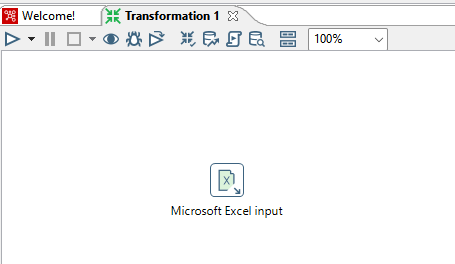 Welcome!
Transformation 1
100%
Microsoft Excel input